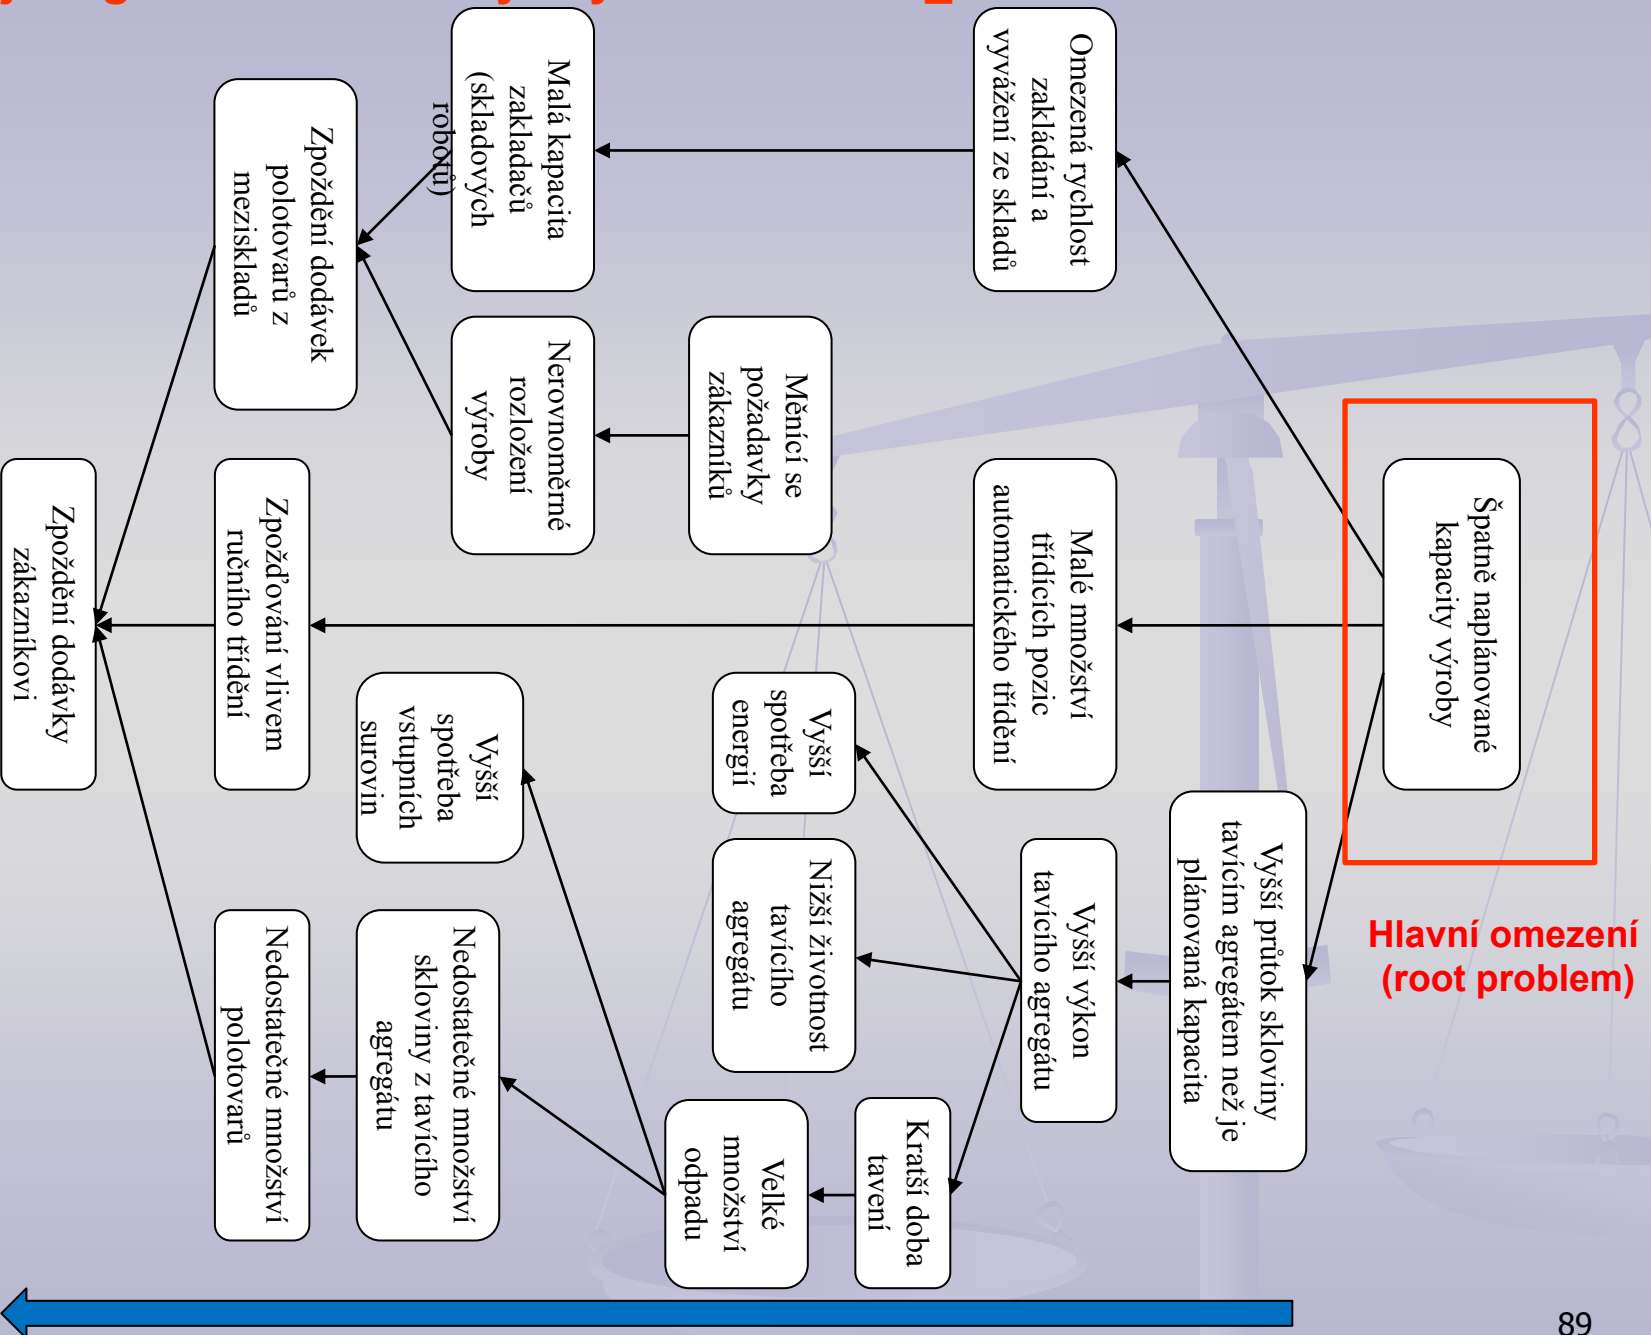 Omezená rychlost
zakládání a
vyvážení ze skladů
Malá kapacita
zakladačů
(skladových
robotů)
Zpoždění dodávek
polotovarů z
meziskladů
Měnící se
požadavky
zákazníků
Nerovnoměrné
rozložení
výroby
Špatně naplánované
kapacity výroby
Malé množství
třídících pozic
automatického třídění
Zpožďování vlivem
ručního třídění
Zpoždění dodávky
zákazníkovi
Vyšší
spotřeba
energií
Vyšší
spotřeba
vstupních
surovin
Vyšší průtok skloviny
tavícím agregátem než je
plánovaná kapacita
Vyšší výkon
tavícího agregátu
Nižší životnost
tavícího
agregátu
Nedostatečné množství
skloviny z tavícího
agregátu
Nedostatečné množství
polotovarů
Kratší doba
tavení
Velké
množství
odpadu
Hlavní omezení
(root problem)
89